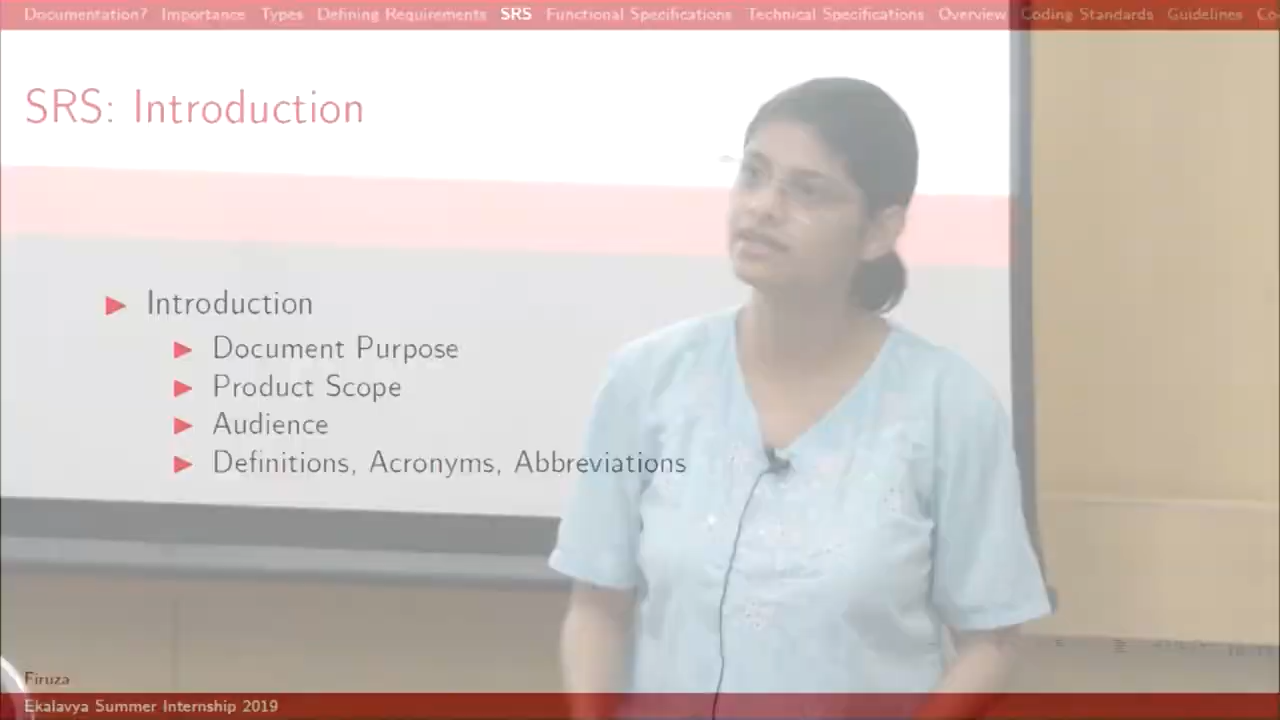 Documentation? Importance Types Defining Requirements SRS Functional Specifications Technical Specifications Overview Coding Standards Guidelines Co
SRS: Introduction
Introduction
Document Purpose
Product Scope
Audience
Definitions, Acronyms, Abbreviations
Firuza
Ekalavya Summer Internship 2019